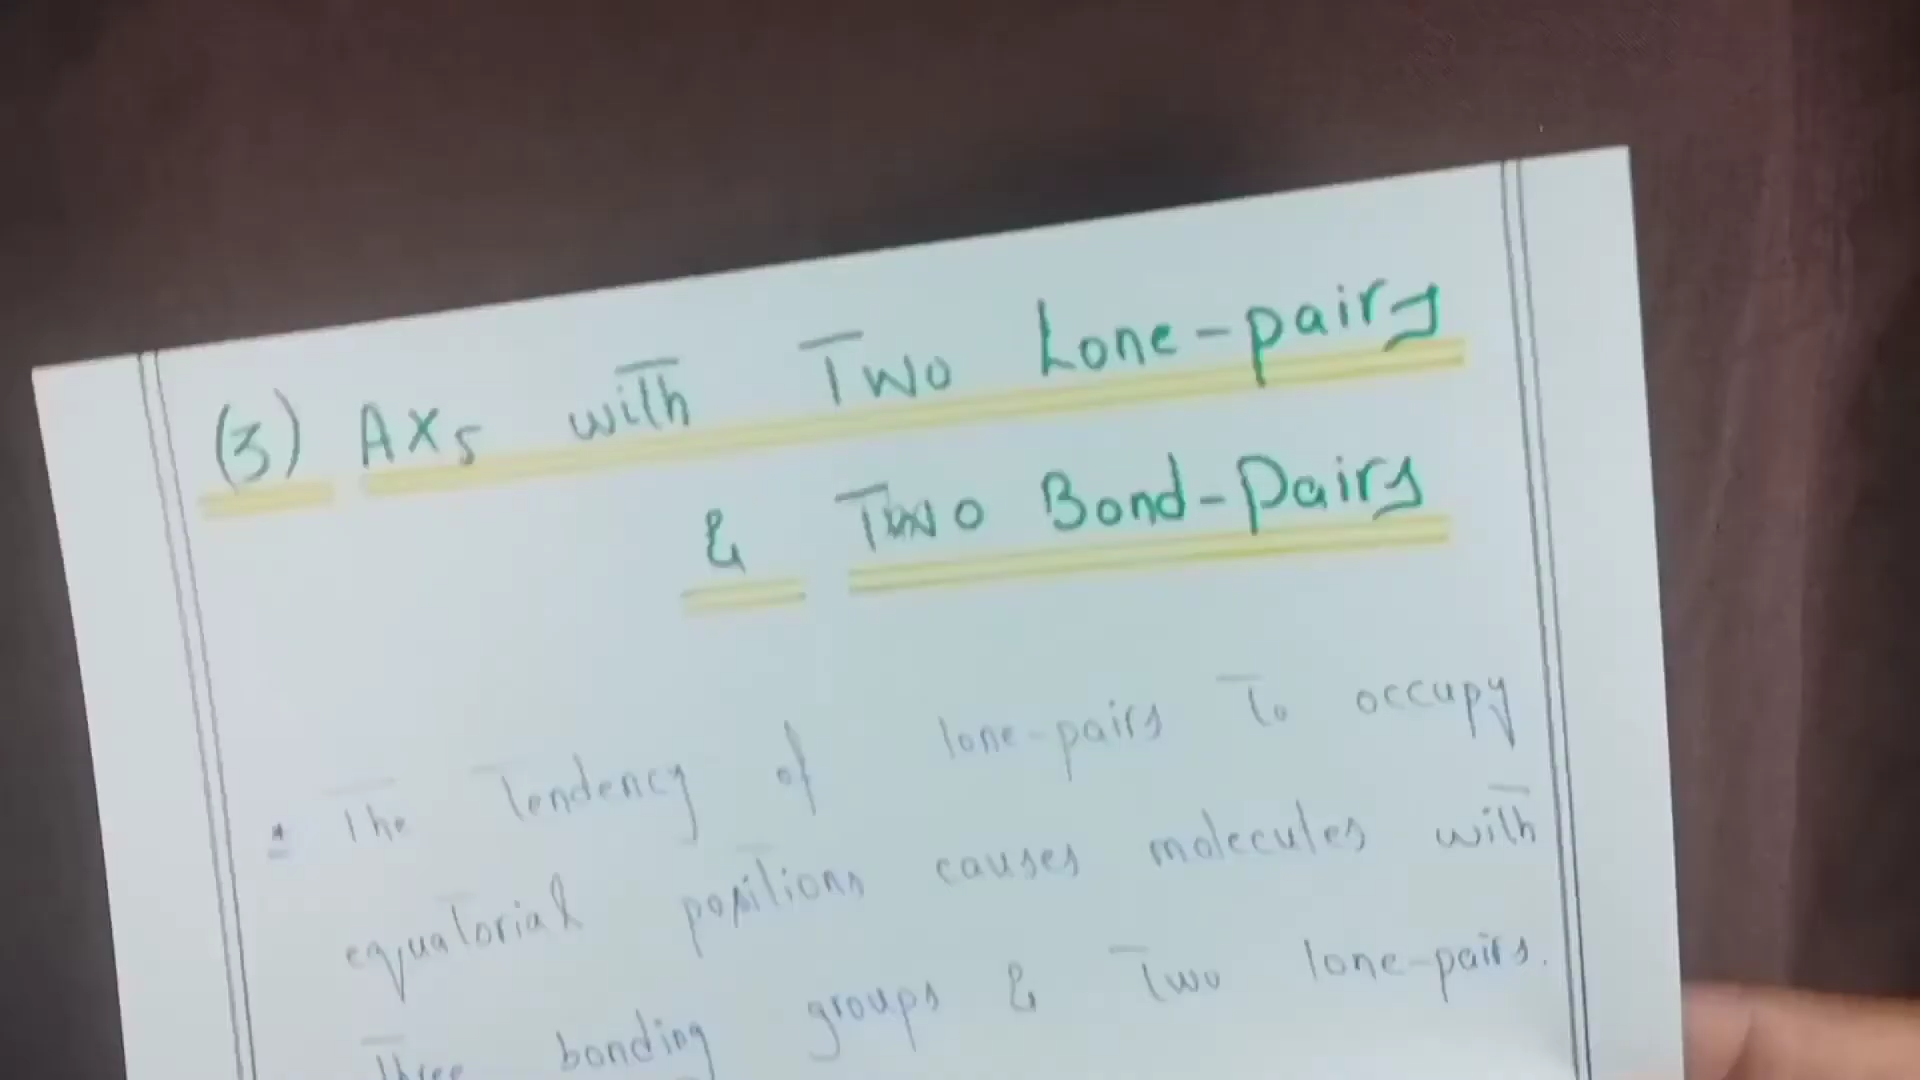 (3) AX5 with Two Lone-pairs
& Two Bond-Pairs
* The Tendency of lone-pairs To occupy
equatorial positions causes molecules with
Three bonding groups & Two lone-pairs.